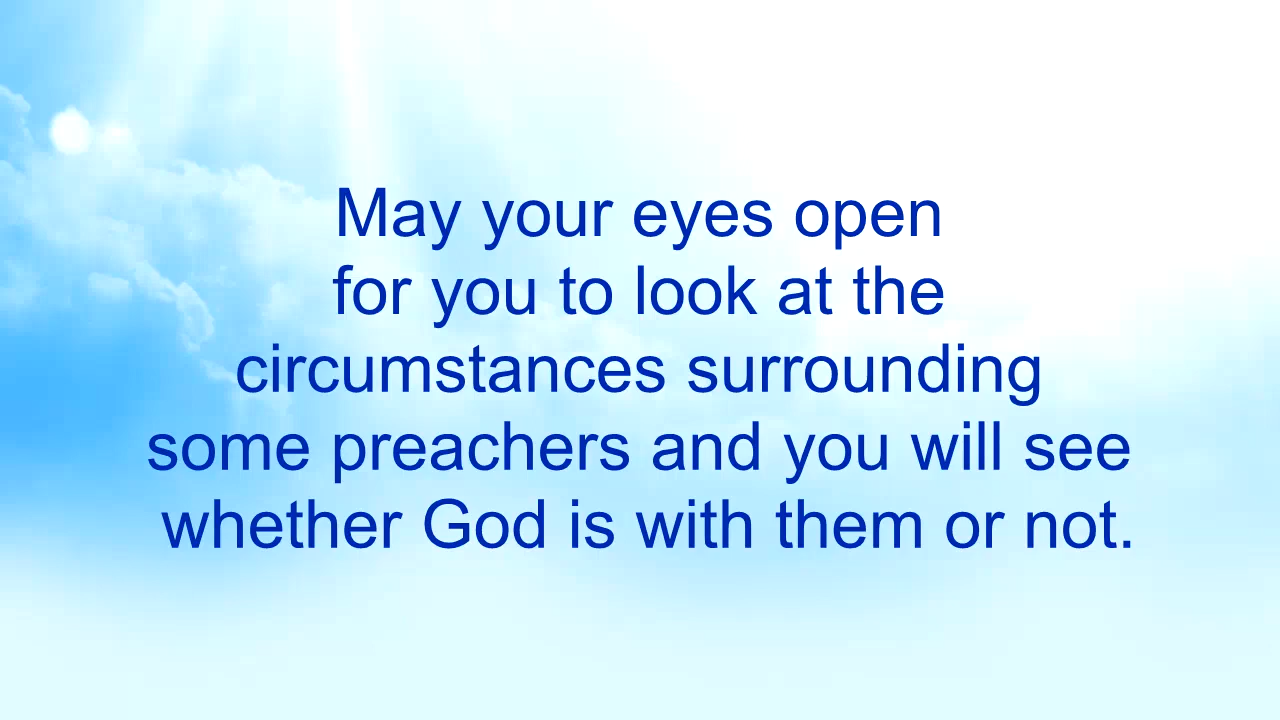 May your eyes open
for you to look at the
circumstances surrounding
some preachers and you will see
whether God is with them or not.